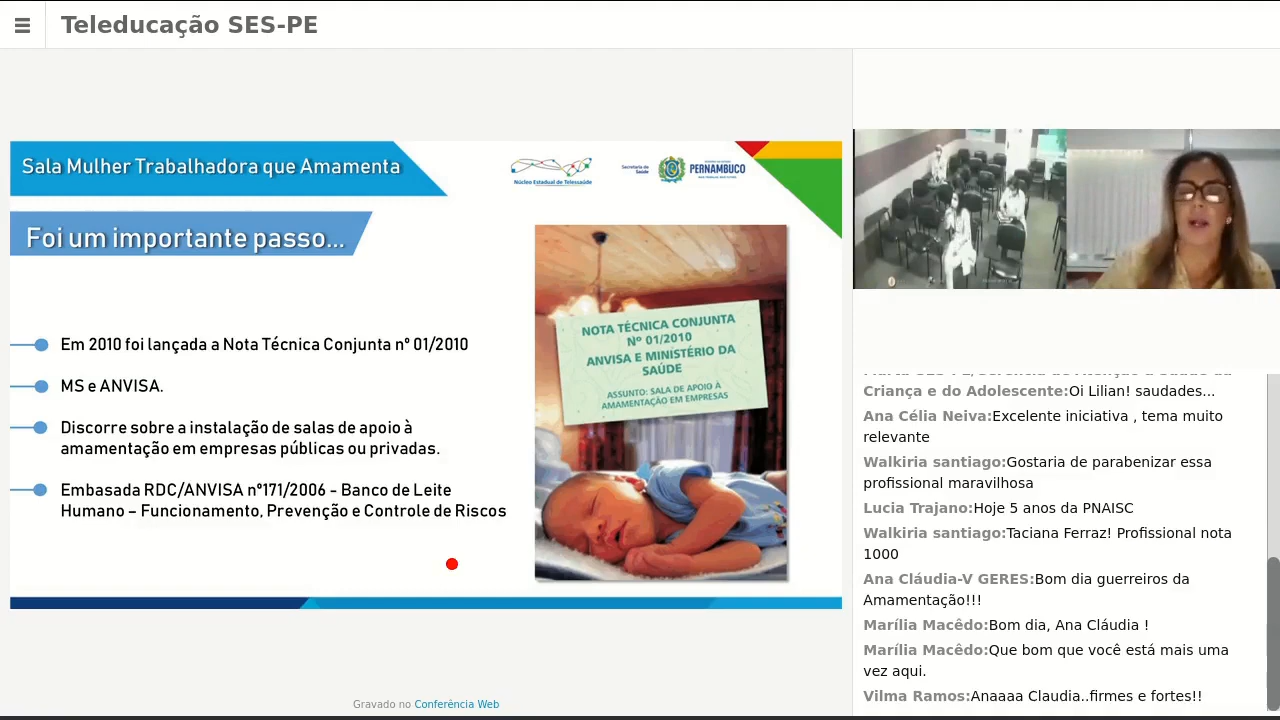 Teleducação SES-PE
Sala Mulher Trabalhadora que Amamenta
Núcleo Estadual de Telessaúde
Secretaria de
Saúde
PERNAMBUCO
Foi um importante passo...
Em 2010 foi lançada a Nota Técnica Conjunta nº 01/2010
MS e ANVISA.
Discorre sobre a instalação de salas de apoio à
amamentação em empresas públicas ou privadas.
Embasada RDC/ANVISA nº171/2006 - Banco de Leite
Humano – Funcionamento, Prevenção e Controle de Riscos
NOTA TÉCNICA CONJUNTA
Nº 01/2010
ANVISA E MINISTÉRIO DA
SAÚDE
ASSUNTO: SALA DE APOIO À
AMAMENTAÇÃO EM EMPRESAS
Criança e do Adolescente:Oi Lilian! saudades...
Ana Célia Neiva:Excelente iniciativa , tema muito
relevante
Walkiria santiago:Gostaria de parabenizar essa
profissional maravilhosa
Lucia Trajano:Hoje 5 anos da PNAISC
Walkiria santiago:Taciana Ferraz! Profissional nota
1000
Ana Cláudia-V GERES:Bom dia guerreiros da
Amamentação!!!
Marília Macêdo:Bom dia, Ana Cláudia !
Marília Macêdo:Que bom que você está mais uma
vez aqui.
Vilma Ramos:Anaaaa Claudia..firmes e fortes!!
Gravado no Conferência Web